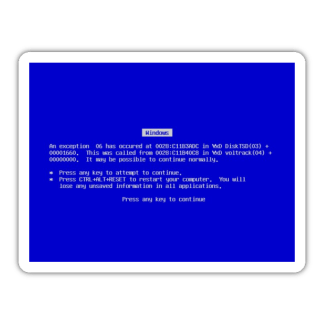 Windows
An exception 06 has occured at 0028:C11B3ADC in VxD DiskTSD(03) +
00001660. This was called from 0028:C11B40C8 in VxD voltrack(04) +
00000000. It may be possible to continue normally.
* Press any key to attempt to continue.
* Press CTRL+ALT+RESET to restart your computer. You will
lose any unsaved information in all applications.
Press any key to continue